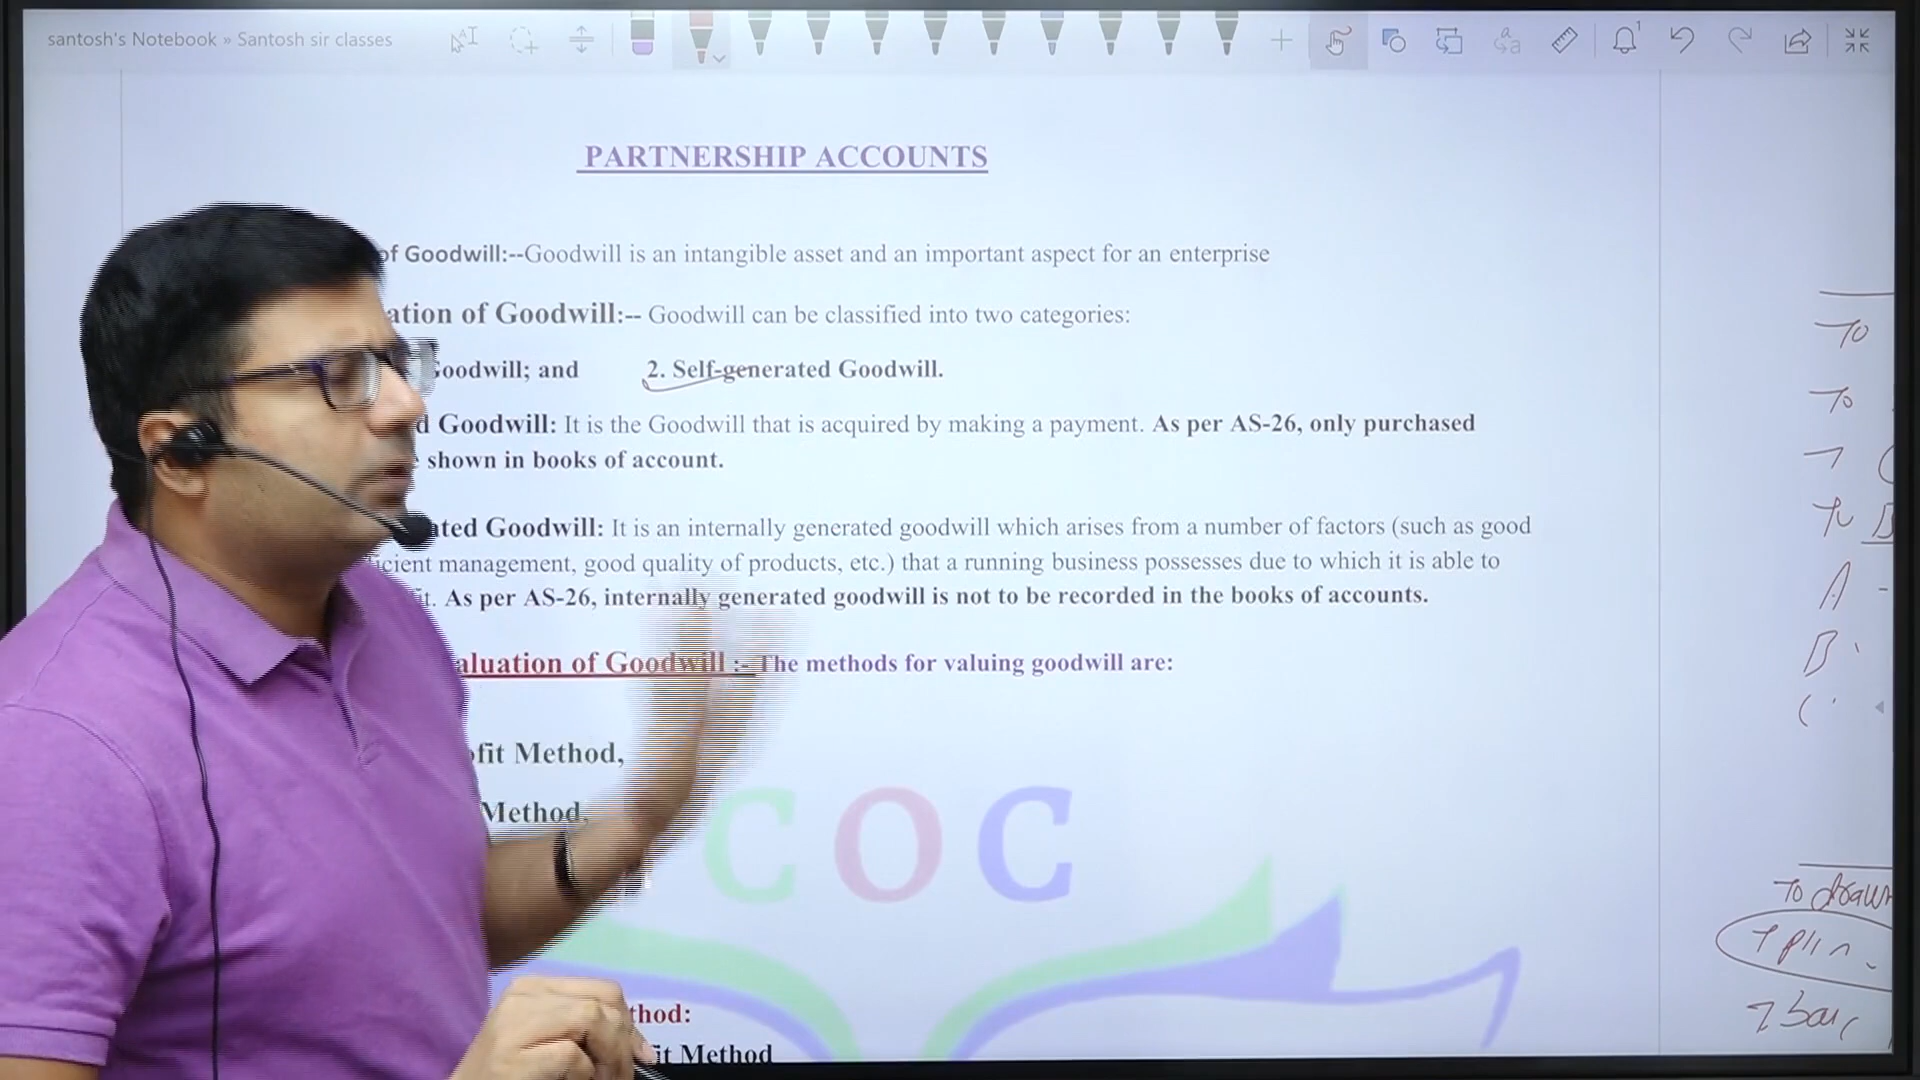 santosh's Notebook » Santosh sir classes
PARTNERSHIP ACCOUNTS
of Goodwill:--Goodwill is an intangible asset and an important aspect for an enterprise
ation of Goodwill:-- Goodwill can be classified into two categories:
Goodwill; and 2. Self-generated Goodwill.
d Goodwill: It is the Goodwill that is acquired by making a payment. As per AS-26, only purchased
shown in books of account.
ated Goodwill: It is an internally generated goodwill which arises from a number of factors (such as good
icient management, good quality of products, etc.) that a running business possesses due to which it is able to
t. As per AS-26, internally generated goodwill is not to be recorded in the books of accounts.
aluation of Goodwill :- The methods for valuing goodwill are:
fit Method,
Method,
COC
thod:
it Method
To
To
To B
A -
B
To draw